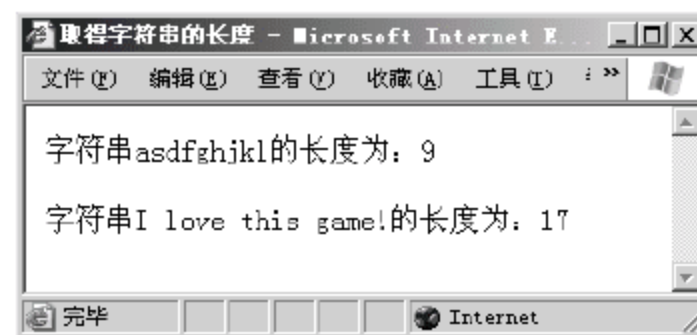 取得字符串的长度 - Microsoft Internet E...
文件(F) 编辑(E) 查看(V) 收藏(A) 工具(T) »
字符串asdfghjkl的长度为：9
字符串I love this game!的长度为：17
完毕 Internet